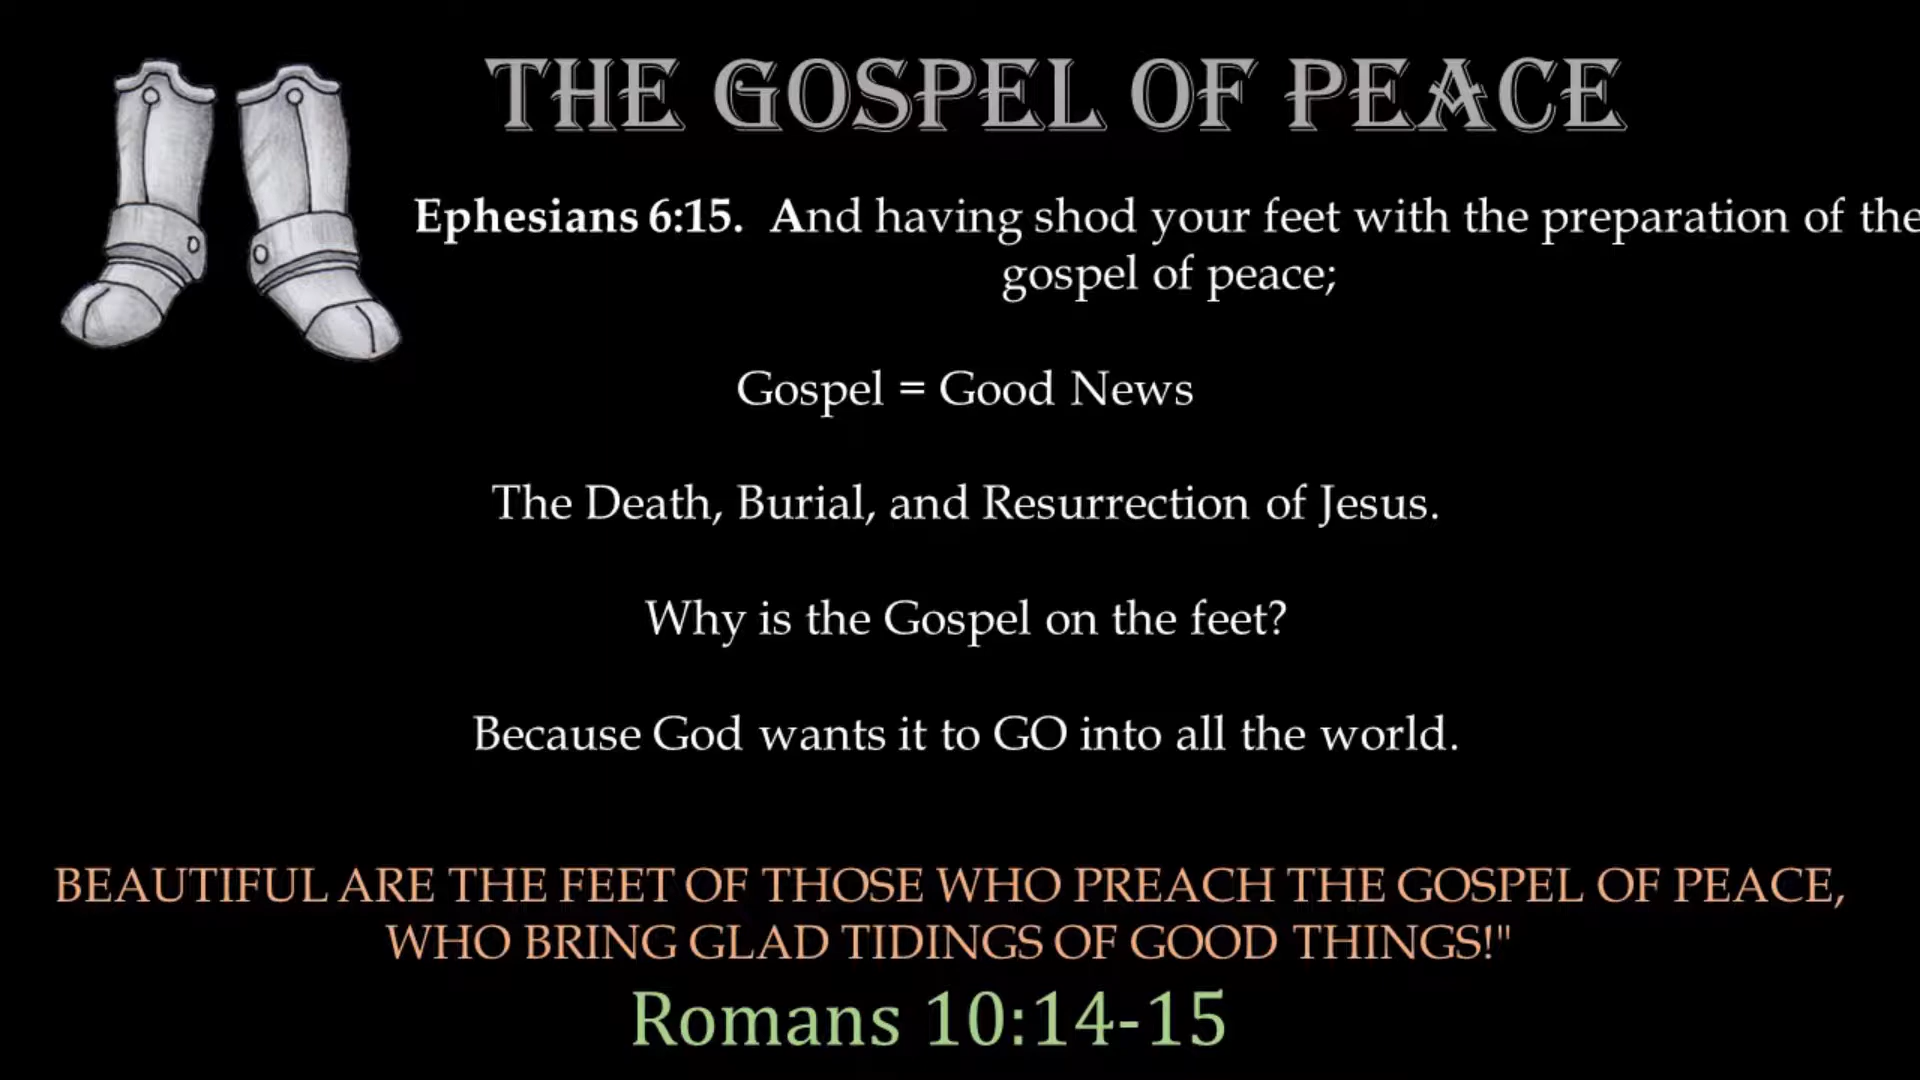 THE GOSPEL OF PEACE
Ephesians 6:15. And having shod your feet with the preparation of the
gospel of peace;
Gospel = Good News
The Death, Burial, and Resurrection of Jesus.
Why is the Gospel on the feet?
Because God wants it to GO into all the world.
BEAUTIFUL ARE THE FEET OF THOSE WHO PREACH THE GOSPEL OF PEACE,
WHO BRING GLAD TIDINGS OF GOOD THINGS!"
Romans 10:14-15